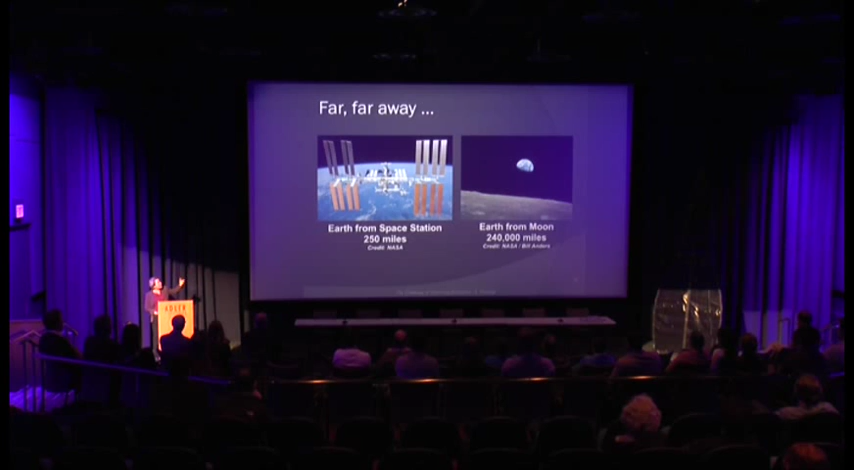 Far, far away ...
Earth from Space Station
250 miles
Credit: NASA
Earth from Moon
240,000 miles
Credit: NASA / Bill Anders
ADLER